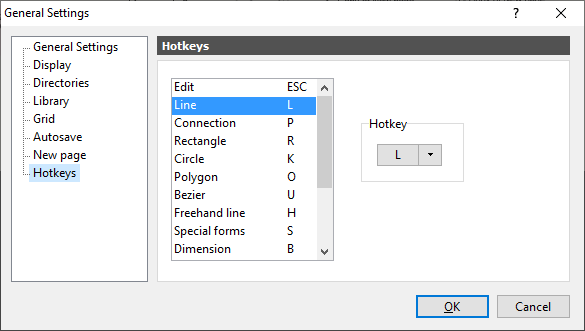 General Settings
?
General Settings
Display
Directories
Library
Grid
Autosave
New page
Hotkeys
Hotkeys
Edit ESC
Line L
Connection P
Rectangle R
Circle K
Polygon O
Bezier U
Freehand line H
Special forms S
Dimension B
Hotkey
L
OK
Cancel